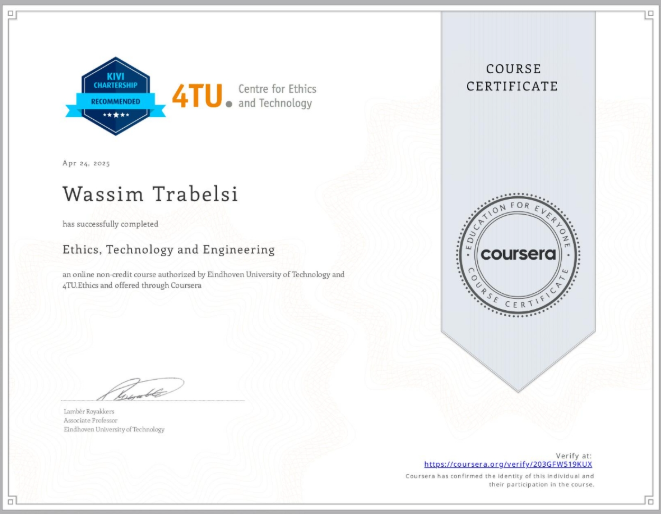 KIVI
CHARTERSHIP
RECOMMENDED
4TU.
Centre for Ethics
and Technology
COURSE
CERTIFICATE
Apr 24, 2025
Wassim Trabelsi
has successfully completed
Ethics, Technology and Engineering
an online non-credit course authorized by Eindhoven University of Technology and
4TU.Ethics and offered through Coursera
EDUCATION FOR EVERYONE
coursera
COURSE CERTIFICATE
Lambèr Royakkers
Associate Professor
Eindhoven University of Technology
Verify at:
https://coursera.org/verify/203GFWS19KUX
Coursera has confirmed the identity of this individual and
their participation in the course.